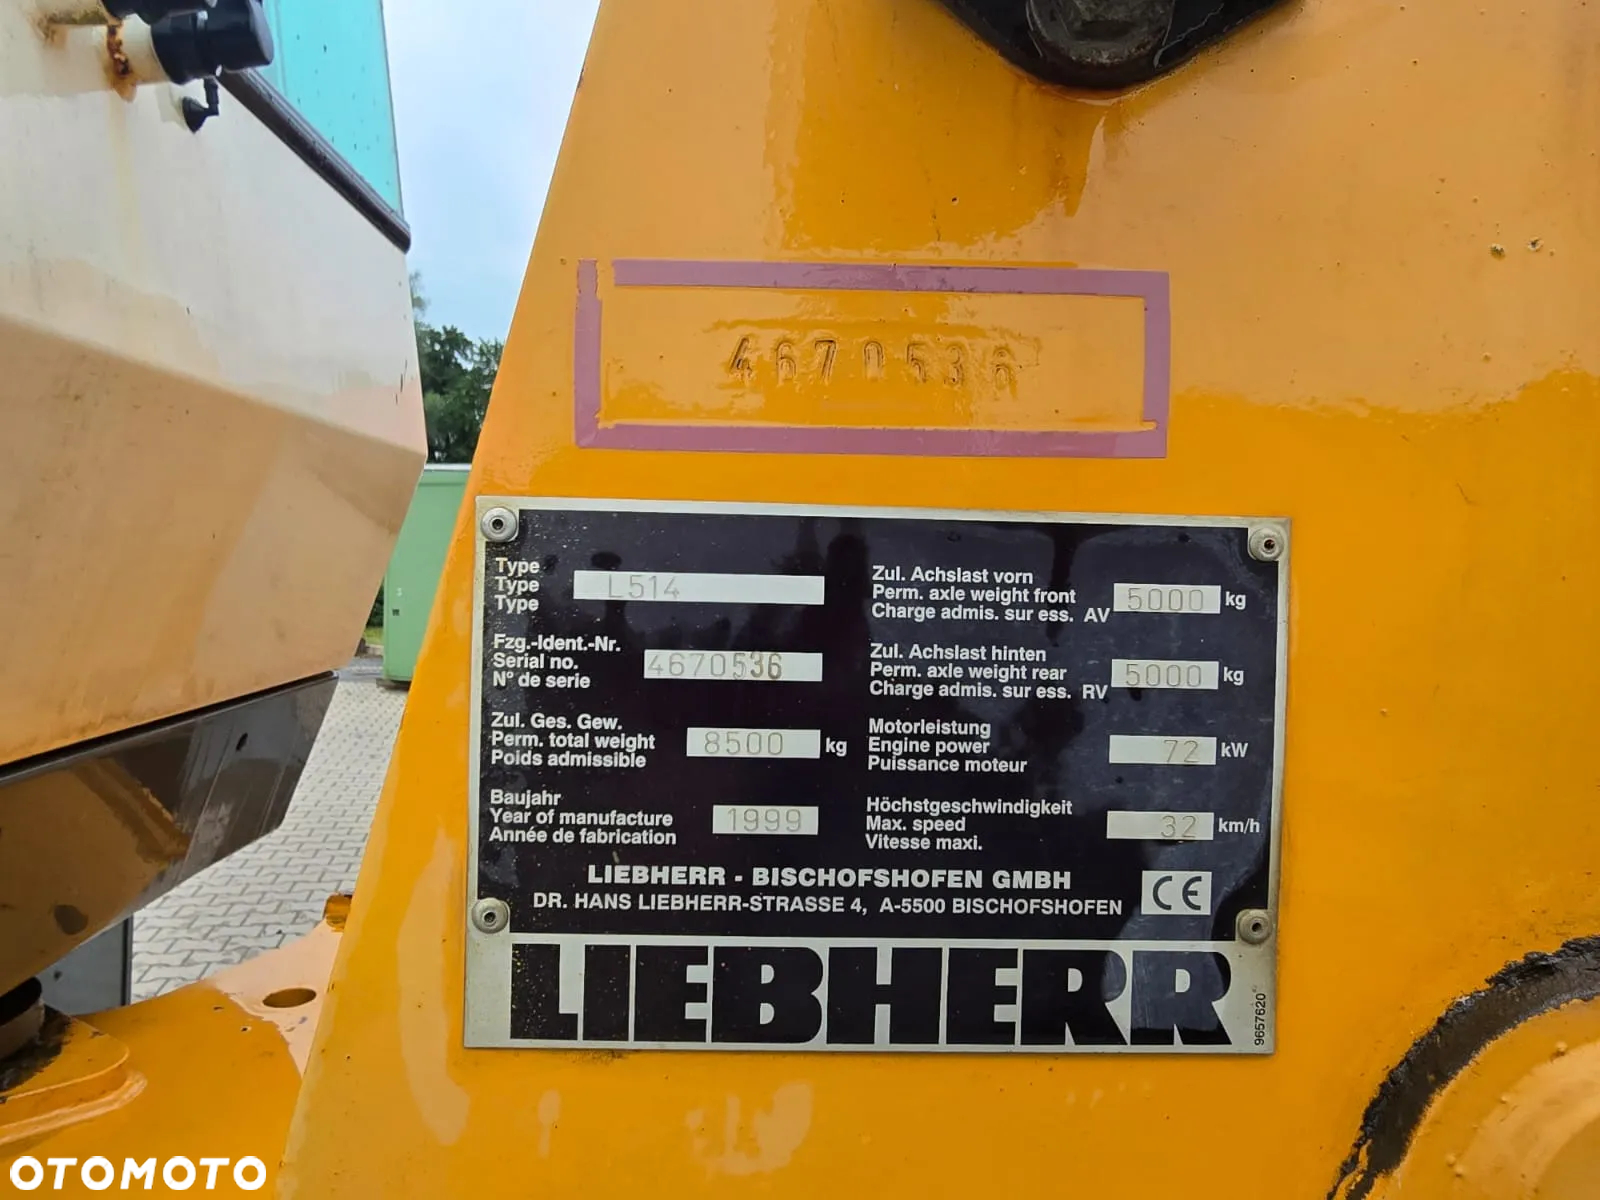 4670536
Type
Type L514
Type
Fzg.-Ident.-Nr.
Serial no. 4670536
N° de serie
Zul. Ges. Gew.
Perm. total weight 8500 kg
Poids admissible
Baujahr
Year of manufacture 1999
Année de fabrication
Zul. Achslast vorn
Perm. axle weight front 5000 kg
Charge admis. sur ess. AV
Zul. Achslast hinten
Perm. axle weight rear 5000 kg
Charge admis. sur ess. RV
Motorleistung
Engine power 72 kW
Puissance moteur
Höchstgeschwindigkeit
Max. speed 32 km/h
Vitesse maxi.
LIEBHERR - BISCHOFSHOFEN GMBH
DR. HANS LIEBHERR-STRASSE 4, A-5500 BISCHOFSHOFEN
CE
LIEBHERR
9657620
OTOMOTO